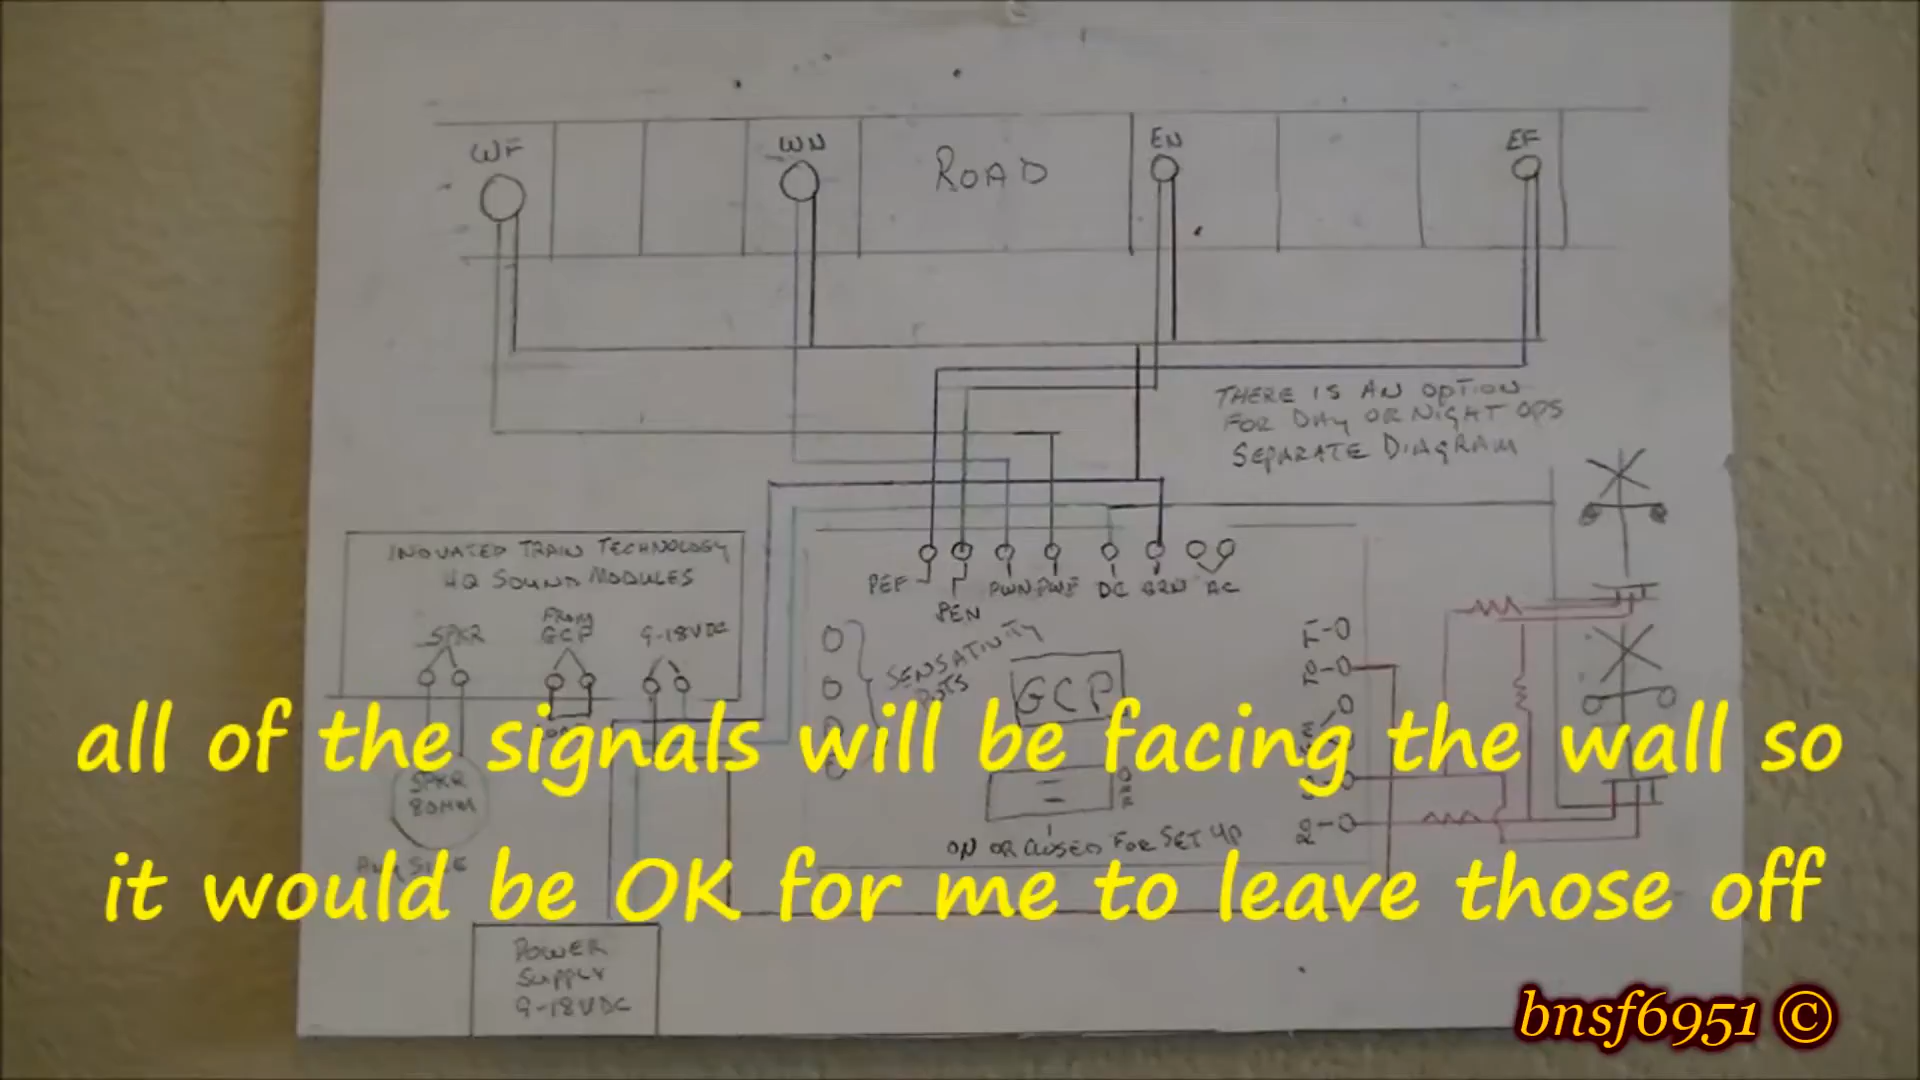 WF
WN
ROAD
EN
EF
THERE IS AN OPTION
FOR DAY OR NIGHT OPS
SEPARATE DIAGRAM
INOVATED TRAIN TECHNOLOGY
HQ SOUND MODULES
SPKR
FROM
GCP
9-18VDC
PEF
PEN
PWN
PWF
DC
GRN
AC
SENSATIVITY
POTS
GCP
ON OR CLOSED FOR SET UP
SPKR
80MM
POWER
SUPPLY
9-18VDC
all of the signals will be facing the wall so
it would be OK for me to leave those off
bnsf6951 ©